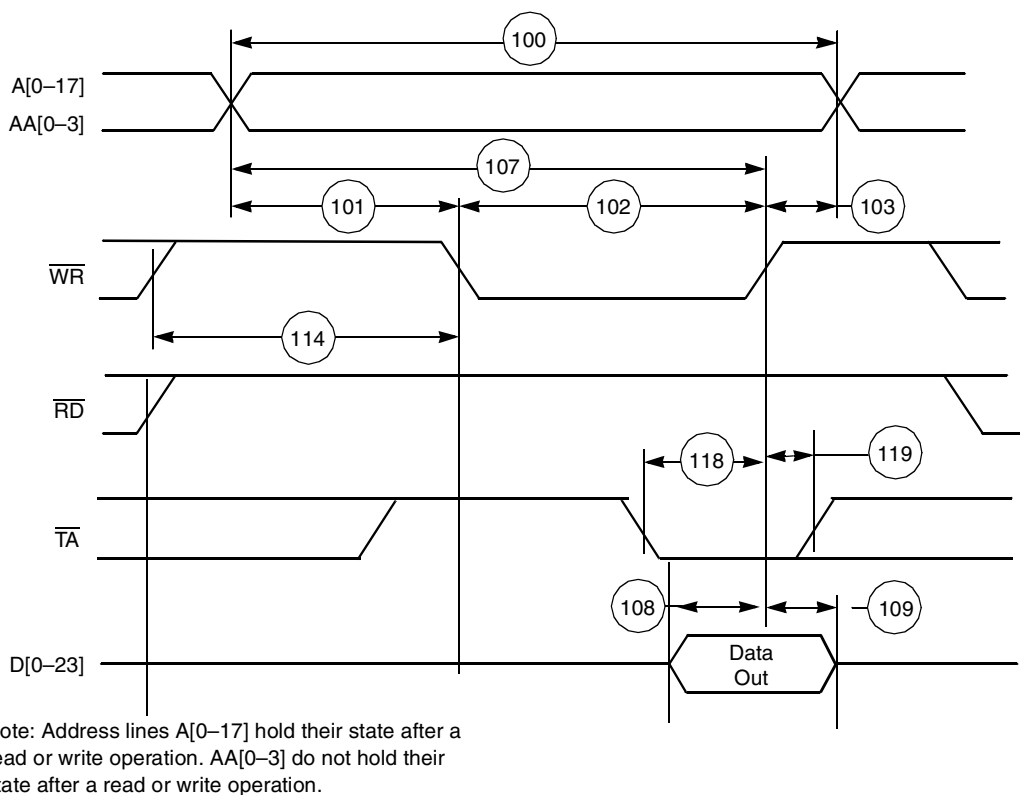 100
A[0–17]
AA[0–3]
107
101
102
103
WR
114
RD
118
119
TA
108
109
D[0–23]
Data
Out
ote: Address lines A[0–17] hold their state after a
ead or write operation. AA[0–3] do not hold their
tate after a read or write operation.